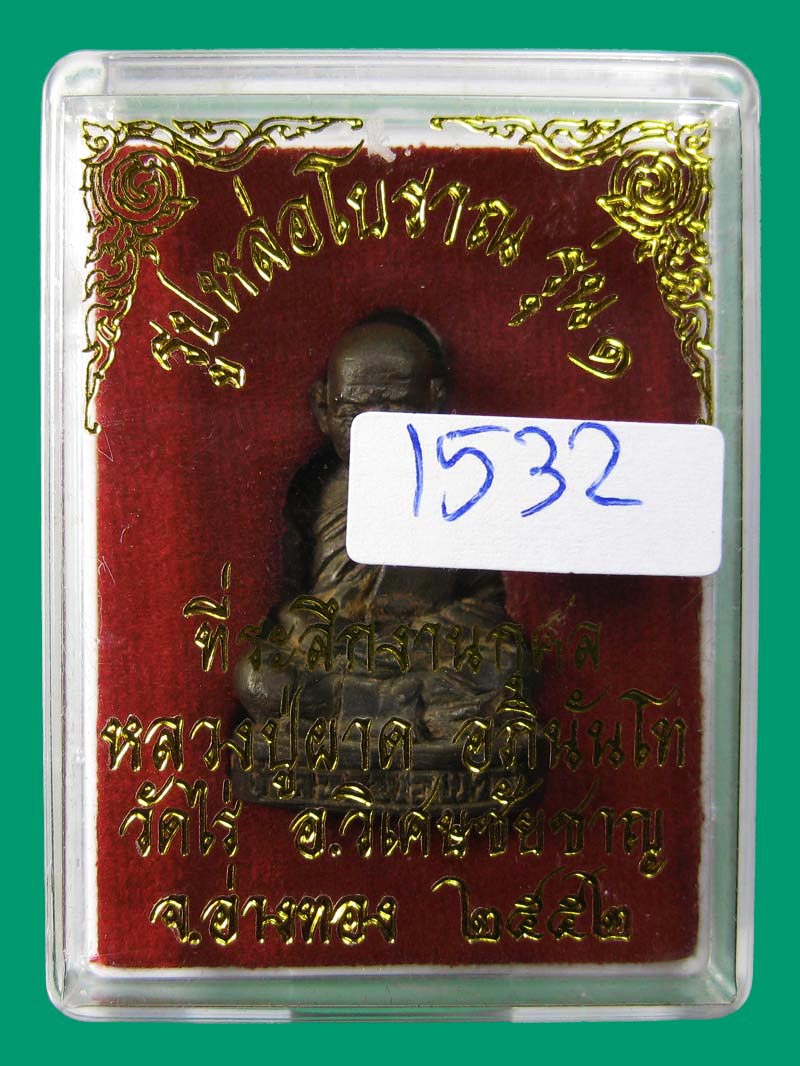 รูปหล่อโบราณ รุ่น ๑
1532
ที่ระลึกงานกุศล
หลวงปู่ผาด อภินันโท
วัดไร่ อ.วิเศษชัยชาญ
จ.อ่างทอง ๒๕๕๒